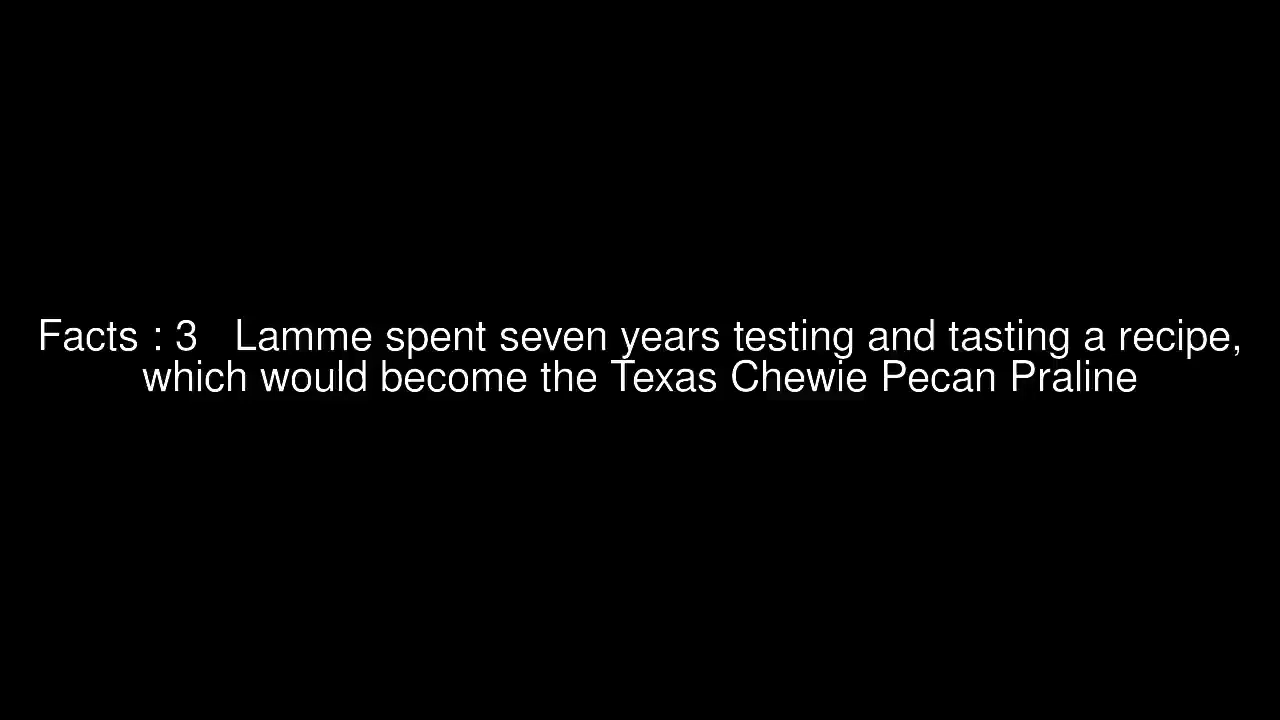 Facts : 3   Lamme spent seven years testing and tasting a recipe,
which would become the Texas Chewie Pecan Praline